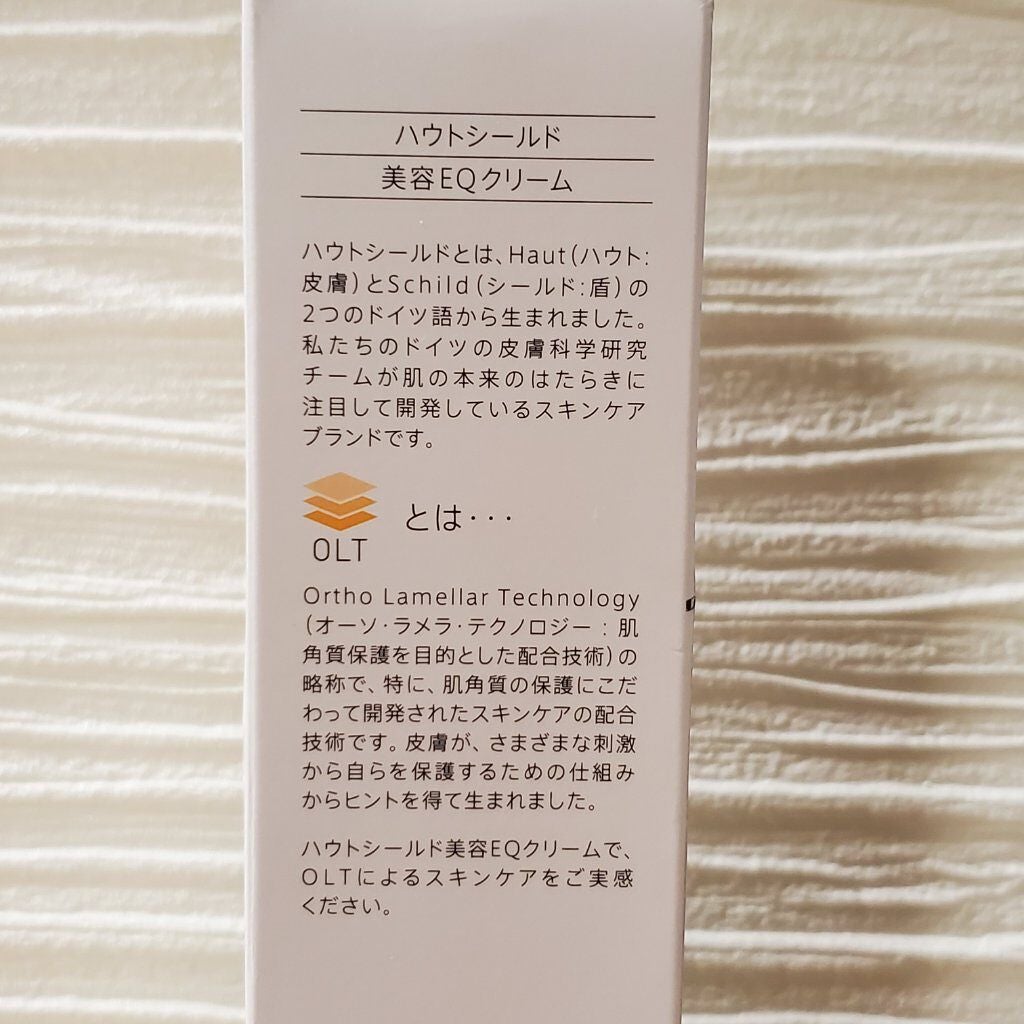 ハウトシールド
美容EQクリーム
ハウトシールドとは、Haut(ハウト:
皮膚)とSchild(シールド:盾)の
2つのドイツ語から生まれました。
私たちのドイツの皮膚科学研究
チームが肌の本来のはたらきに
注目して開発しているスキンケア
ブランドです。
OLT
とは・・・
Ortho Lamellar Technology
(オーソ・ラメラ・テクノロジー : 肌
角質保護を目的とした配合技術)の
略称で、特に、肌角質の保護にこだ
わって開発されたスキンケアの配合
技術です。皮膚が、さまざまな刺激
から自らを保護するための仕組み
からヒントを得て生まれました。
ハウトシールド美容EQクリームで、
OLTによるスキンケアをご実感
ください。